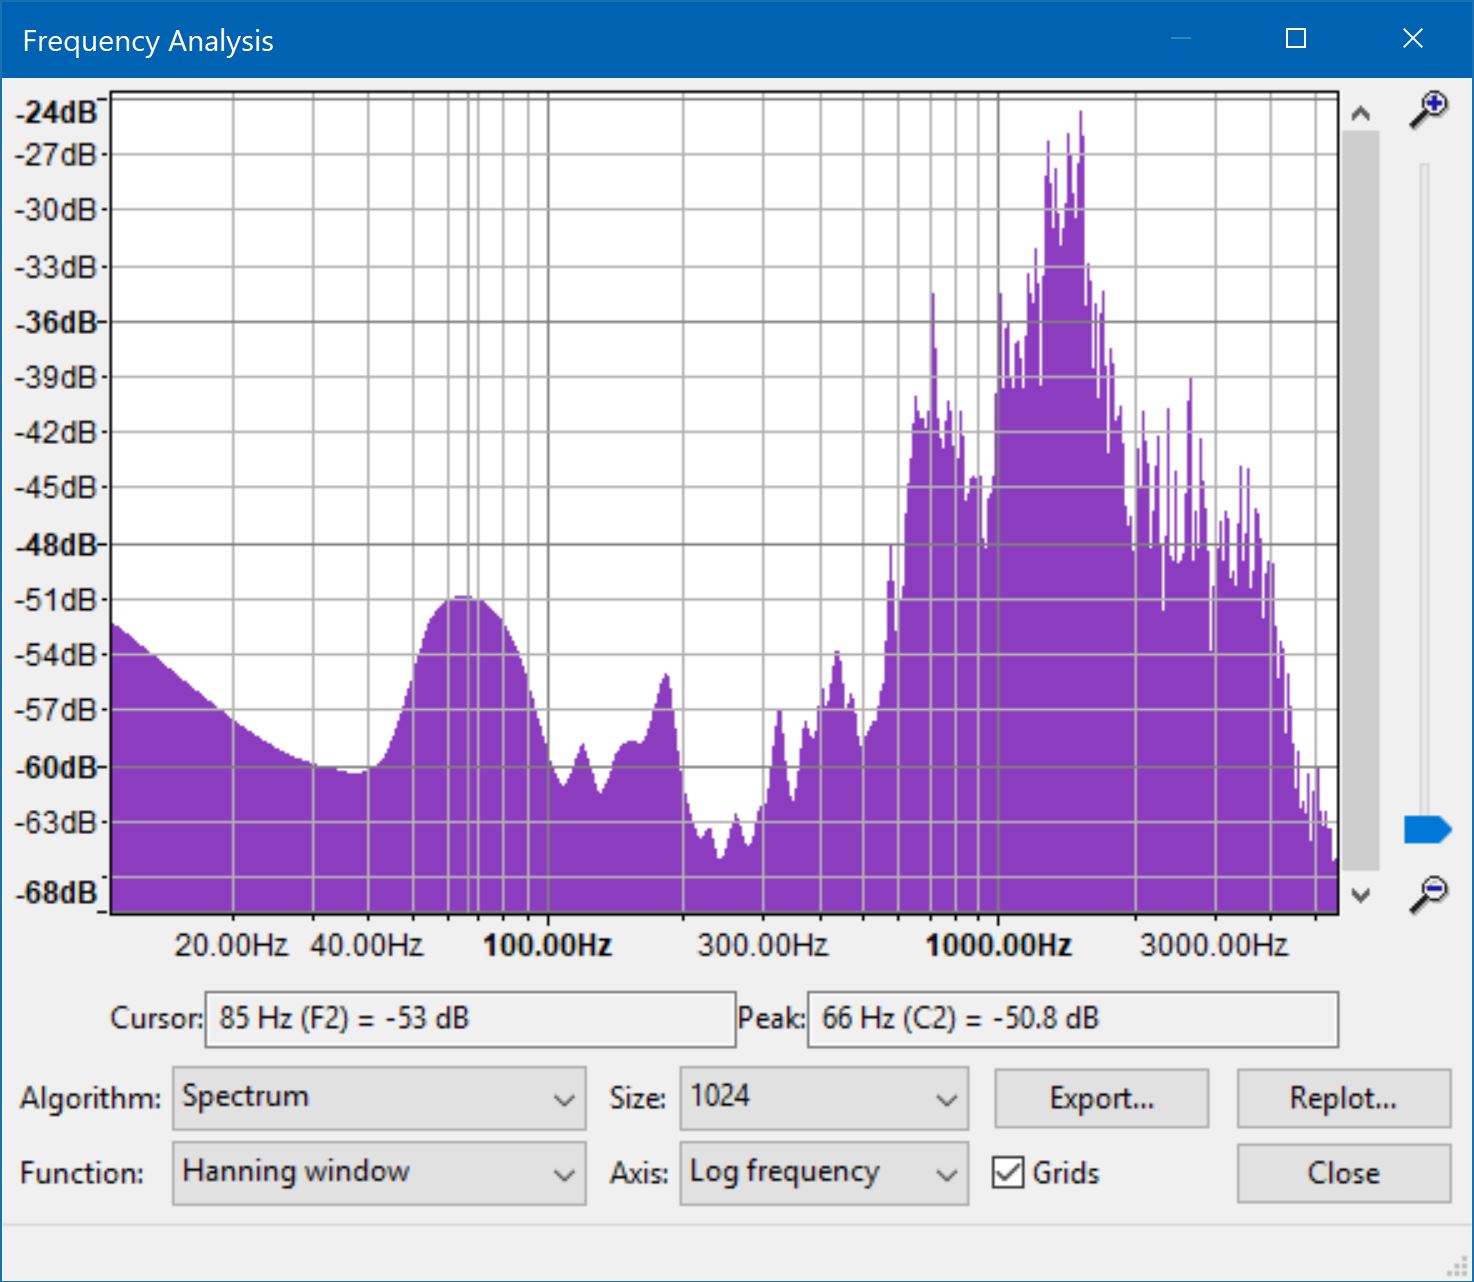 Frequency Analysis
-24dB
-27dB
-30dB
-33dB
-36dB
-39dB
-42dB
-45dB
-48dB
-51dB
-54dB
-57dB
-60dB
-63dB
-68dB
20.00Hz 40.00Hz 100.00Hz 300.00Hz 1000.00Hz 3000.00Hz
Cursor: 85 Hz (F2) = -53 dB Peak: 66 Hz (C2) = -50.8 dB
Algorithm: Spectrum Size: 1024 Export... Replot...
Function: Hanning window Axis: Log frequency Grids Close